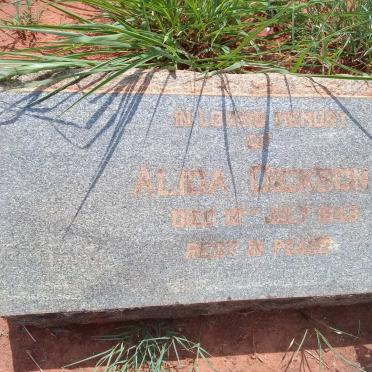 IN LOVING MEMORY
OF
ALIDA DICKSON
DIED JULY
REST IN PEACE